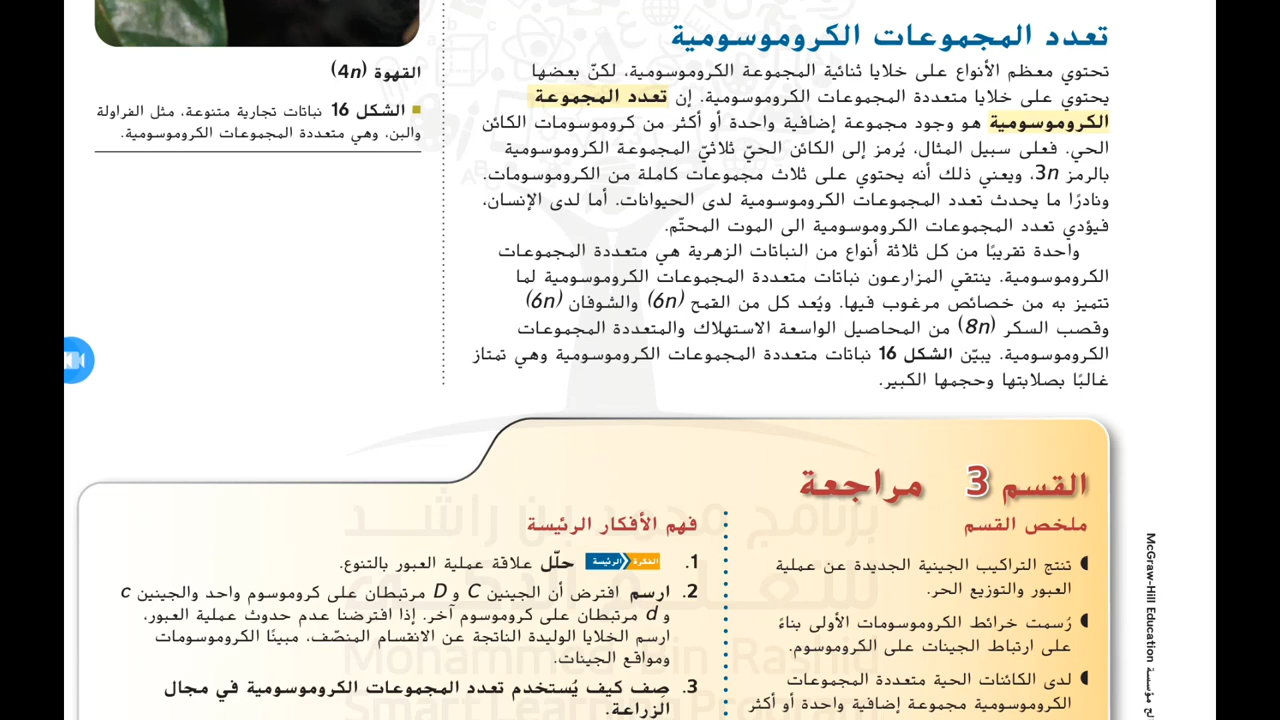 تعدد المجموعات الكروموسومية
تحتوي معظم الأنواع على خلايا ثنائية المجموعة الكروموسومية، لكنّ بعضها
يحتوي على خلايا متعددة المجموعات الكروموسومية. إن تعدد المجموعة
الكروموسومية هو وجود مجموعة إضافية واحدة أو أكثر من كروموسومات الكائن
الحي. فعلى سبيل المثال، يُرمز إلى الكائن الحيّ ثلاثيّ المجموعة الكروموسومية
بالرمز 3n، ويعني ذلك أنه يحتوي على ثلاث مجموعات كاملة من الكروموسومات.
ونادرًا ما يحدث تعدد المجموعات الكروموسومية لدى الحيوانات. أما لدى الإنسان،
فيؤدي تعدد المجموعات الكروموسومية الى الموت المحتّم.
واحدة تقريبًا من كل ثلاثة أنواع من النباتات الزهرية هي متعددة المجموعات
الكروموسومية. ينتقي المزارعون نباتات متعددة المجموعات الكروموسومية لما
تتميز به من خصائص مرغوب فيها. ويُعد كل من القمح (6n) والشوفان (6n)
وقصب السكر (8n) من المحاصيل الواسعة الاستهلاك والمتعددة المجموعات
الكروموسومية. يبيّن الشكل 16 نباتات متعددة المجموعات الكروموسومية وهي تمتاز
غالبًا بصلابتها وحجمها الكبير.
القهوة (4n)
الشكل 16 نباتات تجارية متنوعة، مثل الفراولة
والبن، وهي متعددة المجموعات الكروموسومية.
القسم 3 مراجعة
ملخص القسم
تنتج التراكيب الجينية الجديدة عن عملية
العبور والتوزيع الحر.
رُسمت خرائط الكروموسومات الأولى بناءً
على ارتباط الجينات على الكروموسوم.
لدى الكائنات الحية متعددة المجموعات
الكروموسومية مجموعة إضافية واحدة أو أكثر
فهم الأفكار الرئيسة
1. الفكرة الرئيسة حلّل علاقة عملية العبور بالتنوع.
2. ارسم افترض أن الجينين C و D مرتبطان على كروموسوم واحد والجينين c
و d مرتبطان على كروموسوم آخر. إذا افترضنا عدم حدوث عملية العبور،
ارسم الخلايا الوليدة الناتجة عن الانقسام المنصّف، مبينًا الكروموسومات
ومواقع الجينات.
3. صِف كيف يُستخدم تعدد المجموعات الكروموسومية في مجال
الزراعة.
برنامج محمد بن راشد
Mohammed Bin Rashid
Smart Learning Program
مؤسسة McGraw-Hill Education